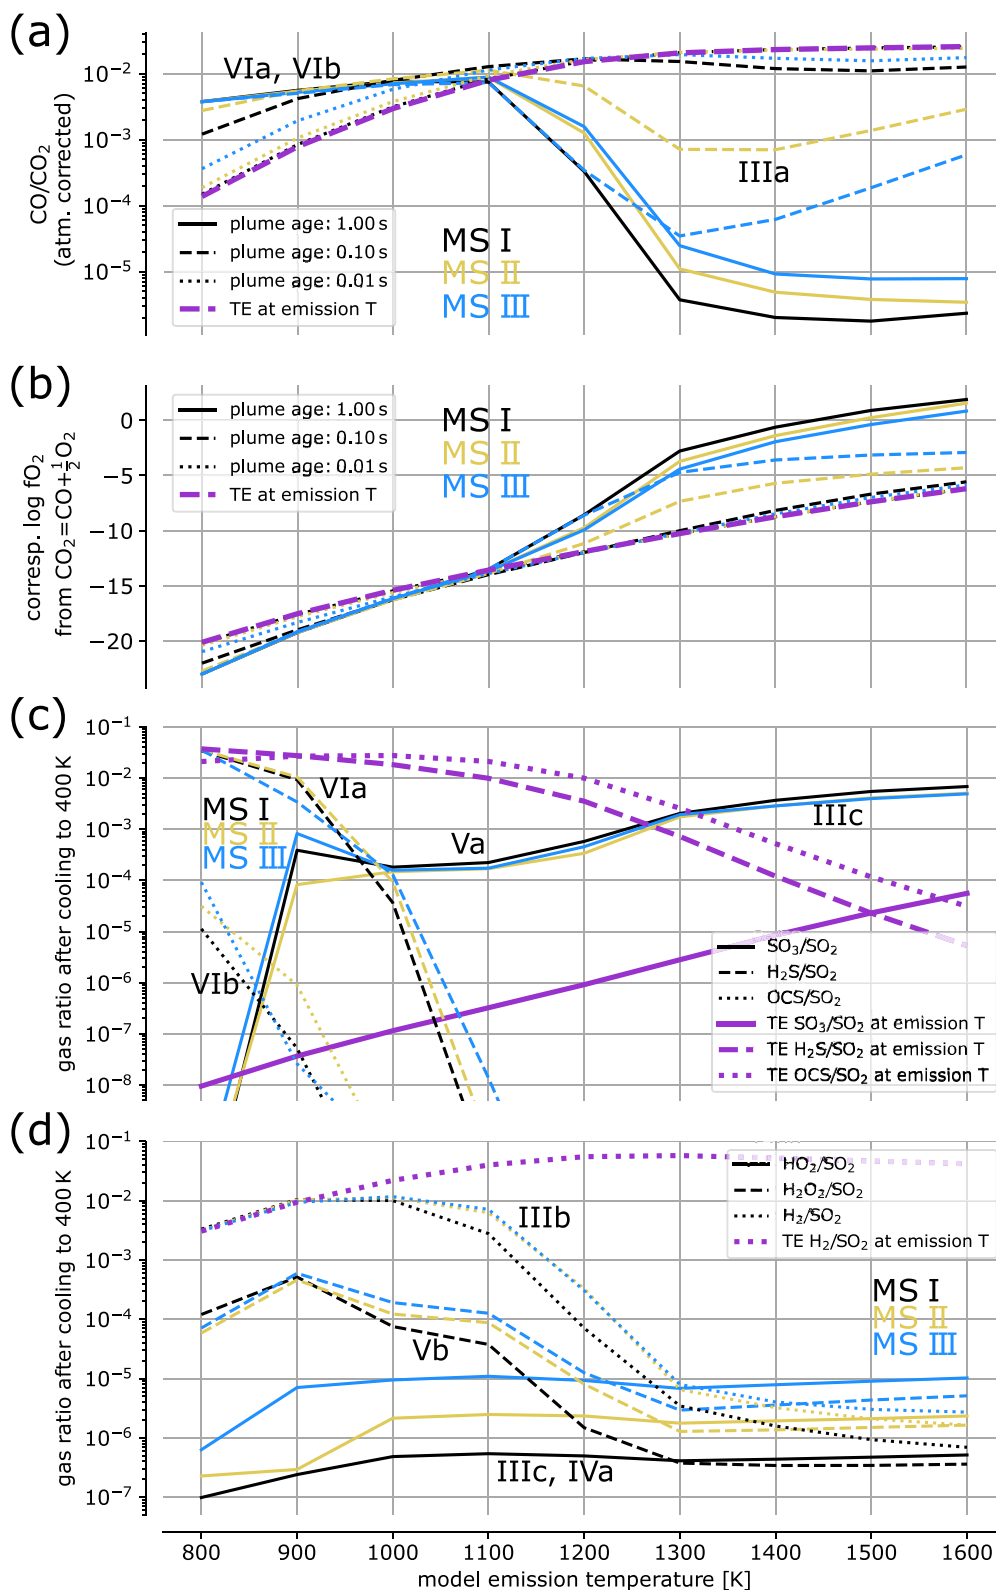 (a)
CO/CO₂
(atm. corrected)
10⁻²
10⁻³
10⁻⁴
10⁻⁵
VIa, VIb
IIIa
plume age: 1.00 s
plume age: 0.10 s
plume age: 0.01 s
TE at emission T
MS I
MS II
MS III
(b)
corresp. log fO₂
from CO₂=CO+½O₂
0
−5
−10
−15
−20
plume age: 1.00 s
plume age: 0.10 s
plume age: 0.01 s
TE at emission T
MS I
MS II
MS III
(c)
gas ratio after cooling to 400 K
10⁻¹
10⁻²
10⁻³
10⁻⁴
10⁻⁵
10⁻⁶
10⁻⁷
10⁻⁸
MS I
MS II
MS III
VIa
Va
IIIc
VIb
SO₃/SO₂
H₂S/SO₂
OCS/SO₂
TE SO₃/SO₂ at emission T
TE H₂S/SO₂ at emission T
TE OCS/SO₂ at emission T
(d)
gas ratio after cooling to 400 K
10⁻¹
10⁻²
10⁻³
10⁻⁴
10⁻⁵
10⁻⁶
10⁻⁷
HO₂/SO₂
H₂O₂/SO₂
H₂/SO₂
TE H₂/SO₂ at emission T
IIIb
MS I
MS II
MS III
Vb
IIIc, IVa
800 900 1000 1100 1200 1300 1400 1500 1600
model emission temperature [K]